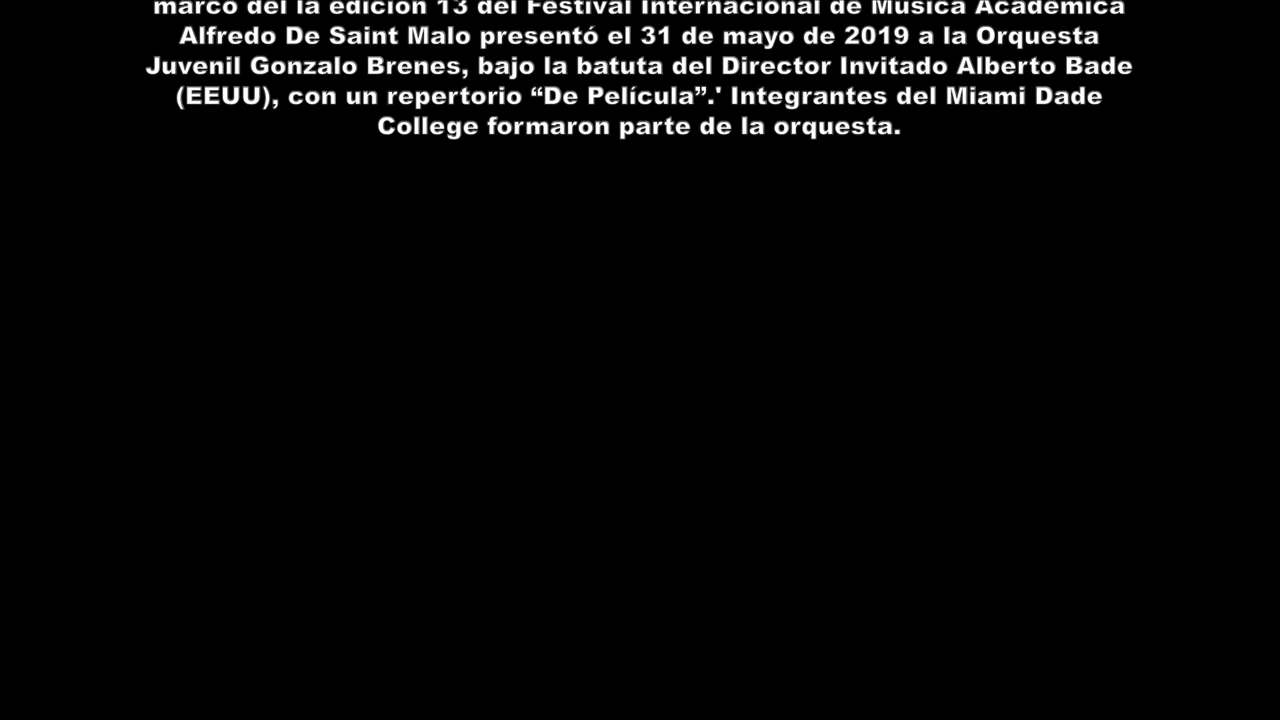 marco del la edición 13 del Festival Internacional de Música Académica
Alfredo De Saint Malo presentó el 31 de mayo de 2019 a la Orquesta
Juvenil Gonzalo Brenes, bajo la batuta del Director Invitado Alberto Bade
(EEUU), con un repertorio “De Película”.' Integrantes del Miami Dade
College formaron parte de la orquesta.